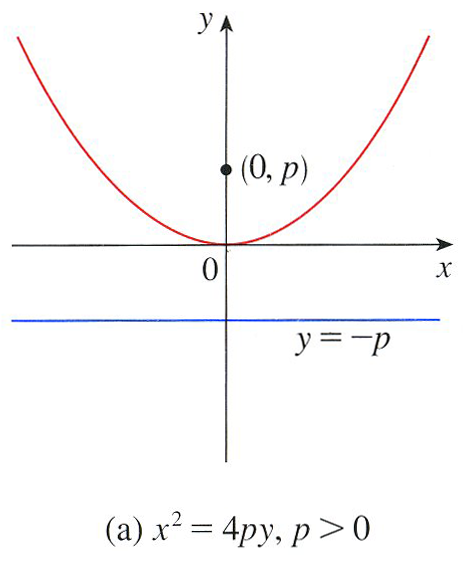 y
(0, p)
0
x
y = −p
(a) x² = 4py, p > 0